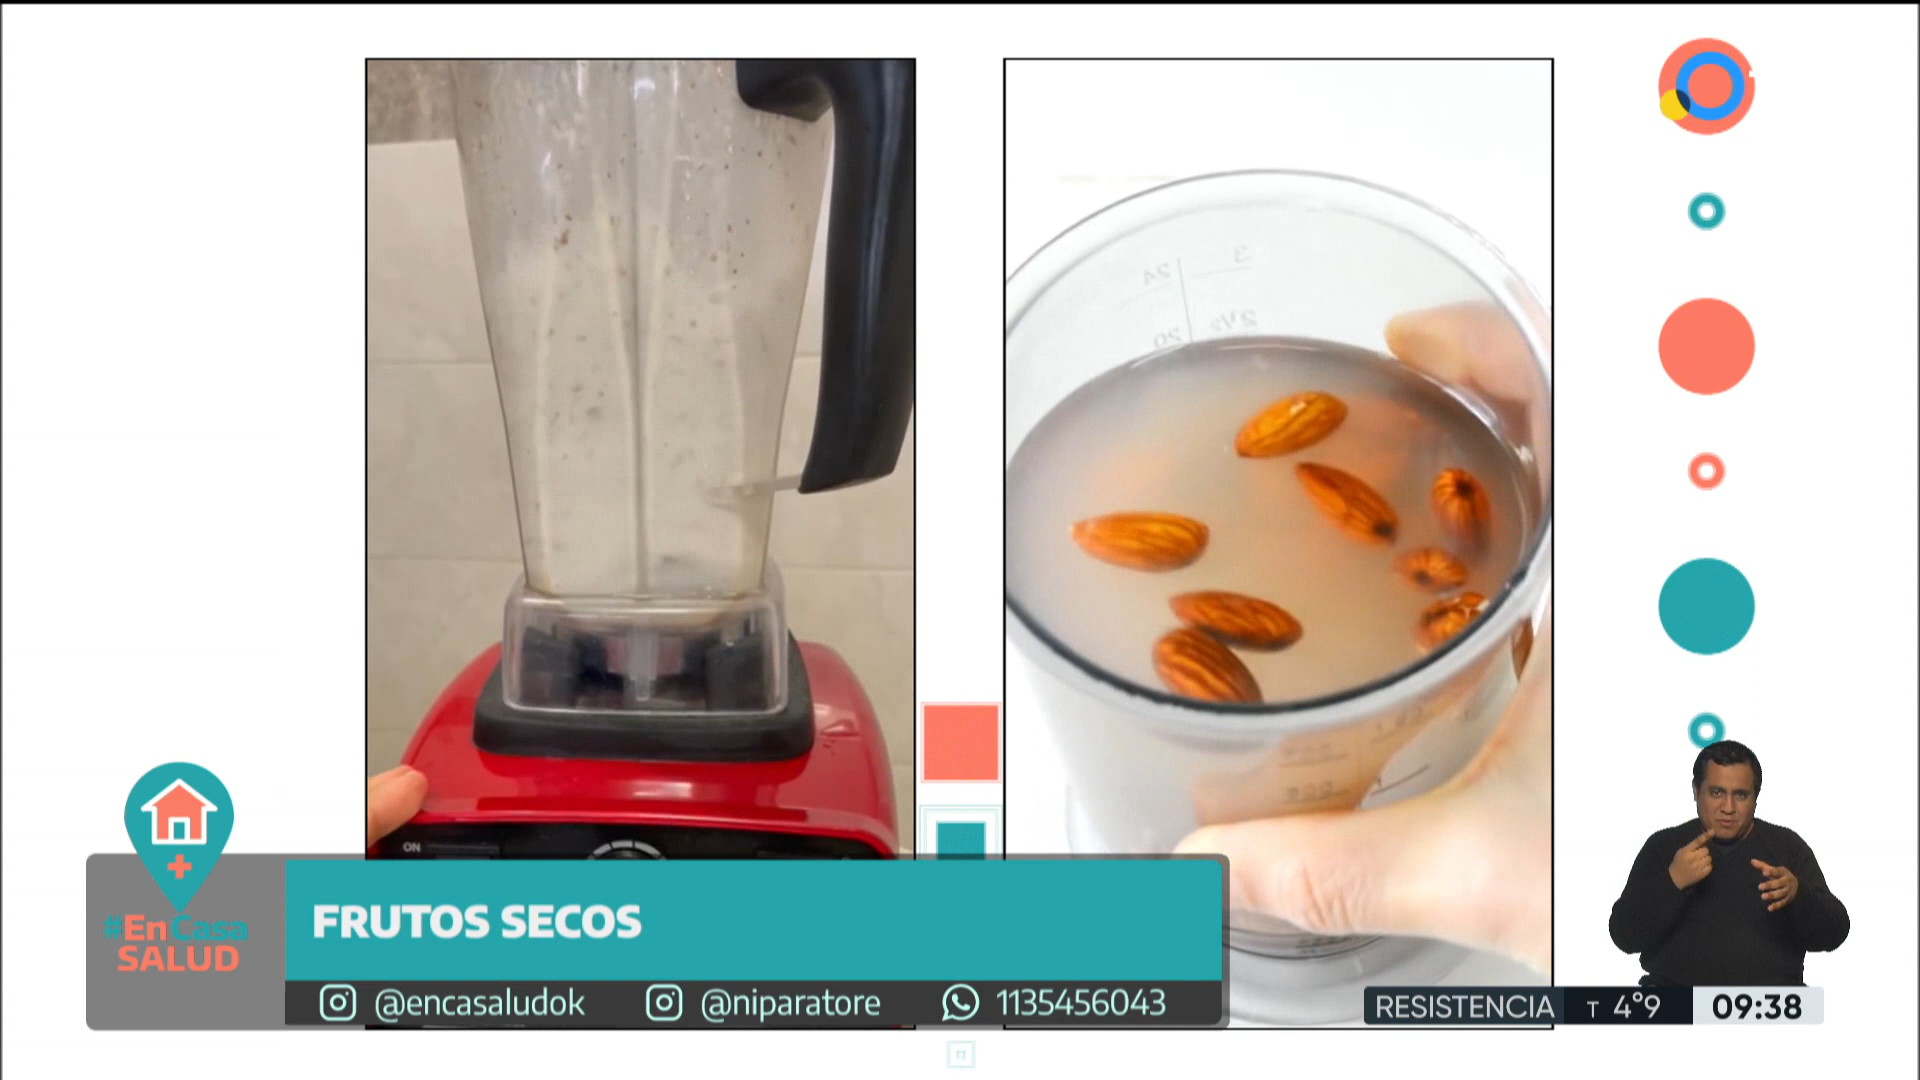 ON
FRUTOS SECOS
#EnCasa
SALUD
@encasaludok @niparatore 1135456043
RESISTENCIA T 4°9 09:38